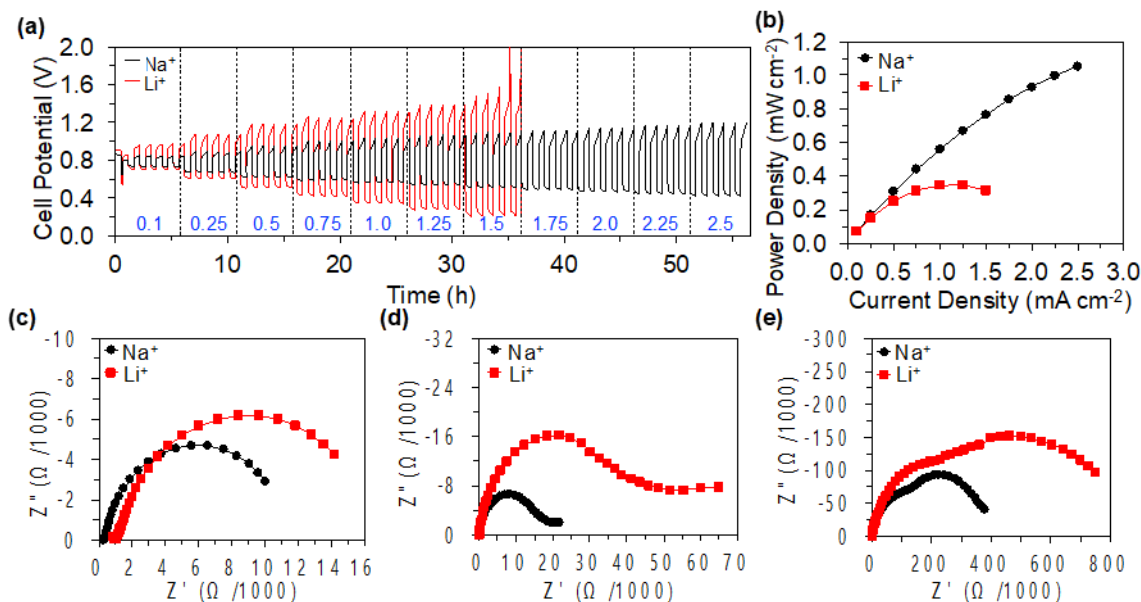 (a)
Cell Potential (V)
2.0
1.6
1.2
0.8
0.4
0.0
Na⁺
Li⁺
0.1 0.25 0.5 0.75 1.0 1.25 1.5 1.75 2.0 2.25 2.5
0 10 20 30 40 50
Time (h)
(b)
Power Density (mW cm⁻²)
1.2
1.0
0.8
0.6
0.4
0.2
0.0
Na⁺
Li⁺
0.0 0.5 1.0 1.5 2.0 2.5 3.0
Current Density (mA cm⁻²)
(c)
Z" (Ω /1000)
-10
-8
-6
-4
-2
0
Na⁺
Li⁺
0 2 4 6 8 10 12 14 16
Z' (Ω /1000)
(d)
Z" (Ω /1000)
-32
-24
-16
-8
0
Na⁺
Li⁺
0 10 20 30 40 50 60 70
Z' (Ω /1000)
(e)
Z" (Ω /1000)
-300
-250
-200
-150
-100
-50
0
Na⁺
Li⁺
0 200 400 600 800
Z' (Ω /1000)